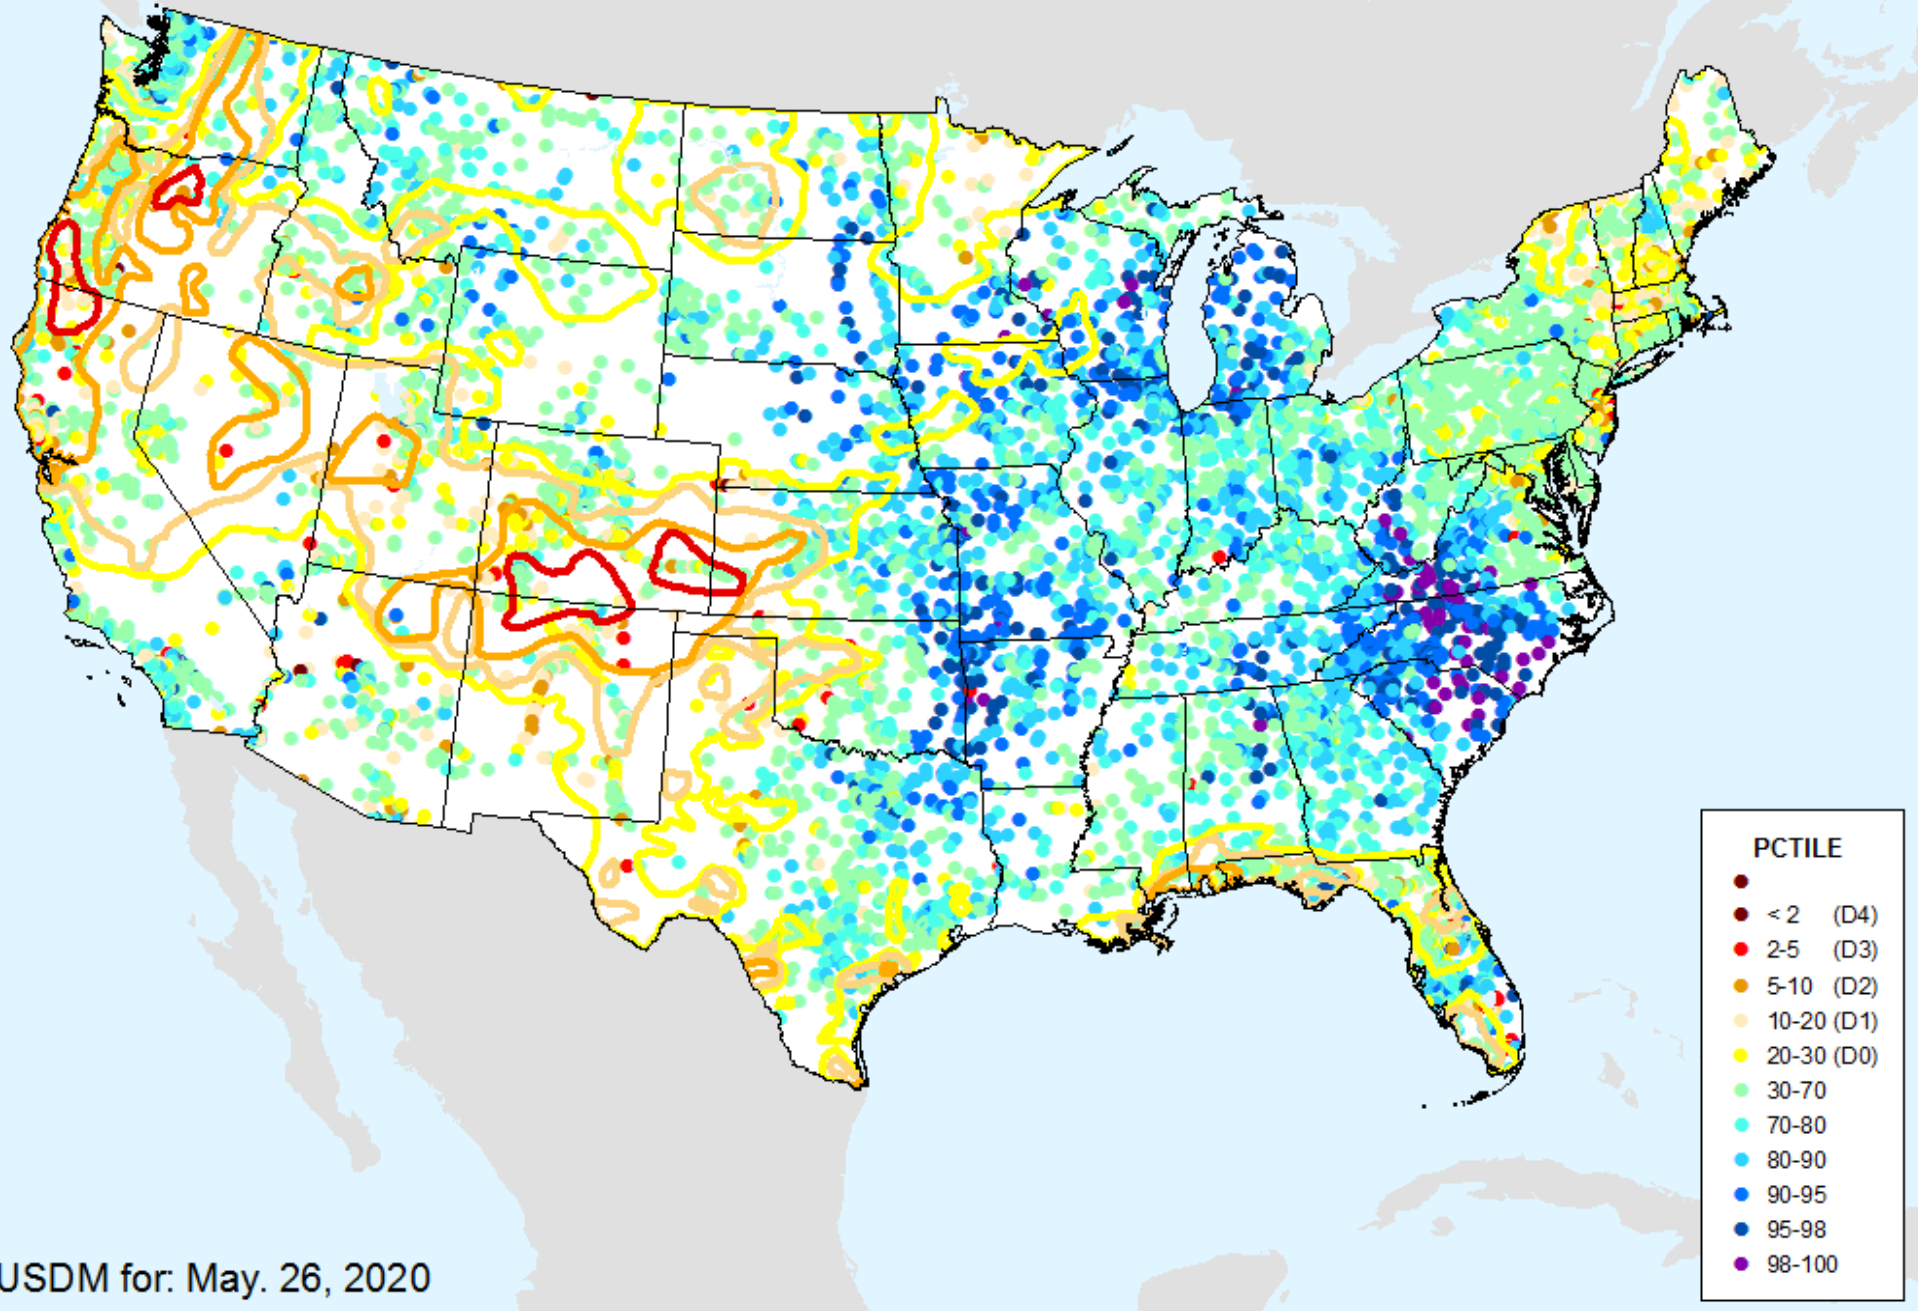 PCTILE
< 2 (D4)
2-5 (D3)
5-10 (D2)
10-20 (D1)
20-30 (D0)
30-70
70-80
80-90
90-95
95-98
98-100
USDM for: May. 26, 2020